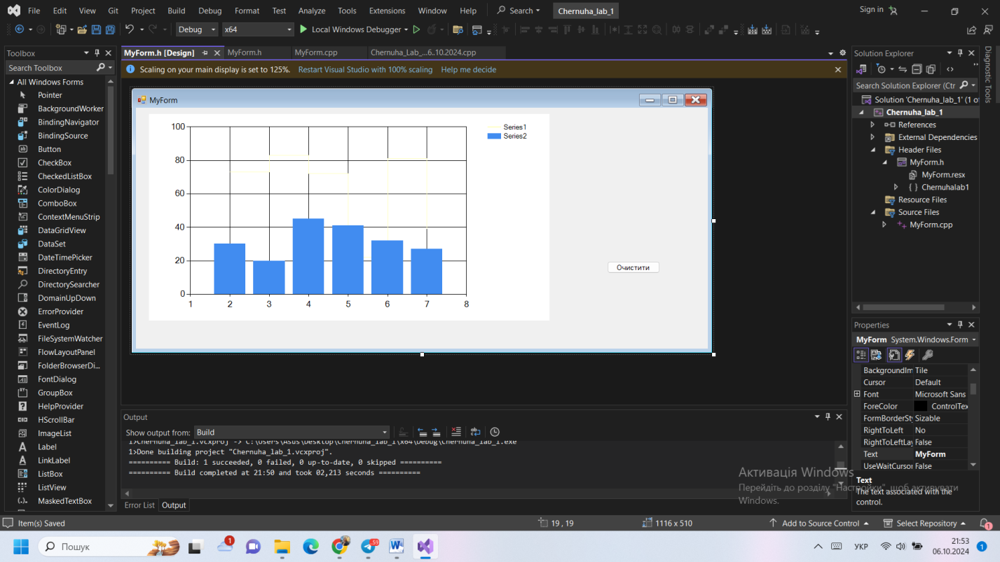 File Edit View Git Project Build Debug Format Test Analyze Tools Extensions Window Help Search Chernuha_lab_1 Sign in
Debug x64 Local Windows Debugger
Toolbox
Search Toolbox
All Windows Forms
Pointer
BackgroundWorker
BindingNavigator
BindingSource
Button
CheckBox
CheckedListBox
ColorDialog
ComboBox
ContextMenuStrip
DataGridView
DataSet
DateTimePicker
DirectoryEntry
DirectorySearcher
DomainUpDown
ErrorProvider
EventLog
FileSystemWatcher
FlowLayoutPanel
FolderBrowserDi...
FontDialog
GroupBox
HelpProvider
HScrollBar
ImageList
Label
LinkLabel
ListBox
ListView
MaskedTextBox
MyForm.h [Design] MyForm.h MyForm.cpp Chernuha_Lab_...6.10.2024.cpp
Scaling on your main display is set to 125%. Restart Visual Studio with 100% scaling Help me decide
MyForm
100
80
60
40
20
0
1 2 3 4 5 6 7 8
Series1
Series2
Очистити
Output
Show output from: Build
1>Chernuha_lab_1.vcxproj -> C:\Users\Asus\Desktop\Chernuha_lab_1\x64\Debug\Chernuha_lab_1.exe
1>Done building project "Chernuha_lab_1.vcxproj".
========== Build: 1 succeeded, 0 failed, 0 up-to-date, 0 skipped ==========
========== Build completed at 21:50 and took 02,213 seconds ==========
Error List Output
Solution Explorer
Search Solution Explorer (Ctr
Solution 'Chernuha_lab_1' (1 o
Chernuha_lab_1
References
External Dependencies
Header Files
MyForm.h
MyForm.resx
{ } Chernuhalab1
Resource Files
Source Files
MyForm.cpp
Diagnostic Tools
Properties
MyForm System.Windows.Form
BackgroundIm Tile
Cursor Default
Font Microsoft Sans
ForeColor ControlTex
FormBorderSty Sizable
RightToLeft No
RightToLeftLay False
Text MyForm
UseWaitCursor False
Text
The text associated with the
control.
Активація Windows
Перейдіть до розділу "Настройки", щоб активувати
Windows.
Item(s) Saved 19 , 19 1116 x 510 Add to Source Control Select Repository 1
Пошук 1 59 УКР 21:53
06.10.2024 1